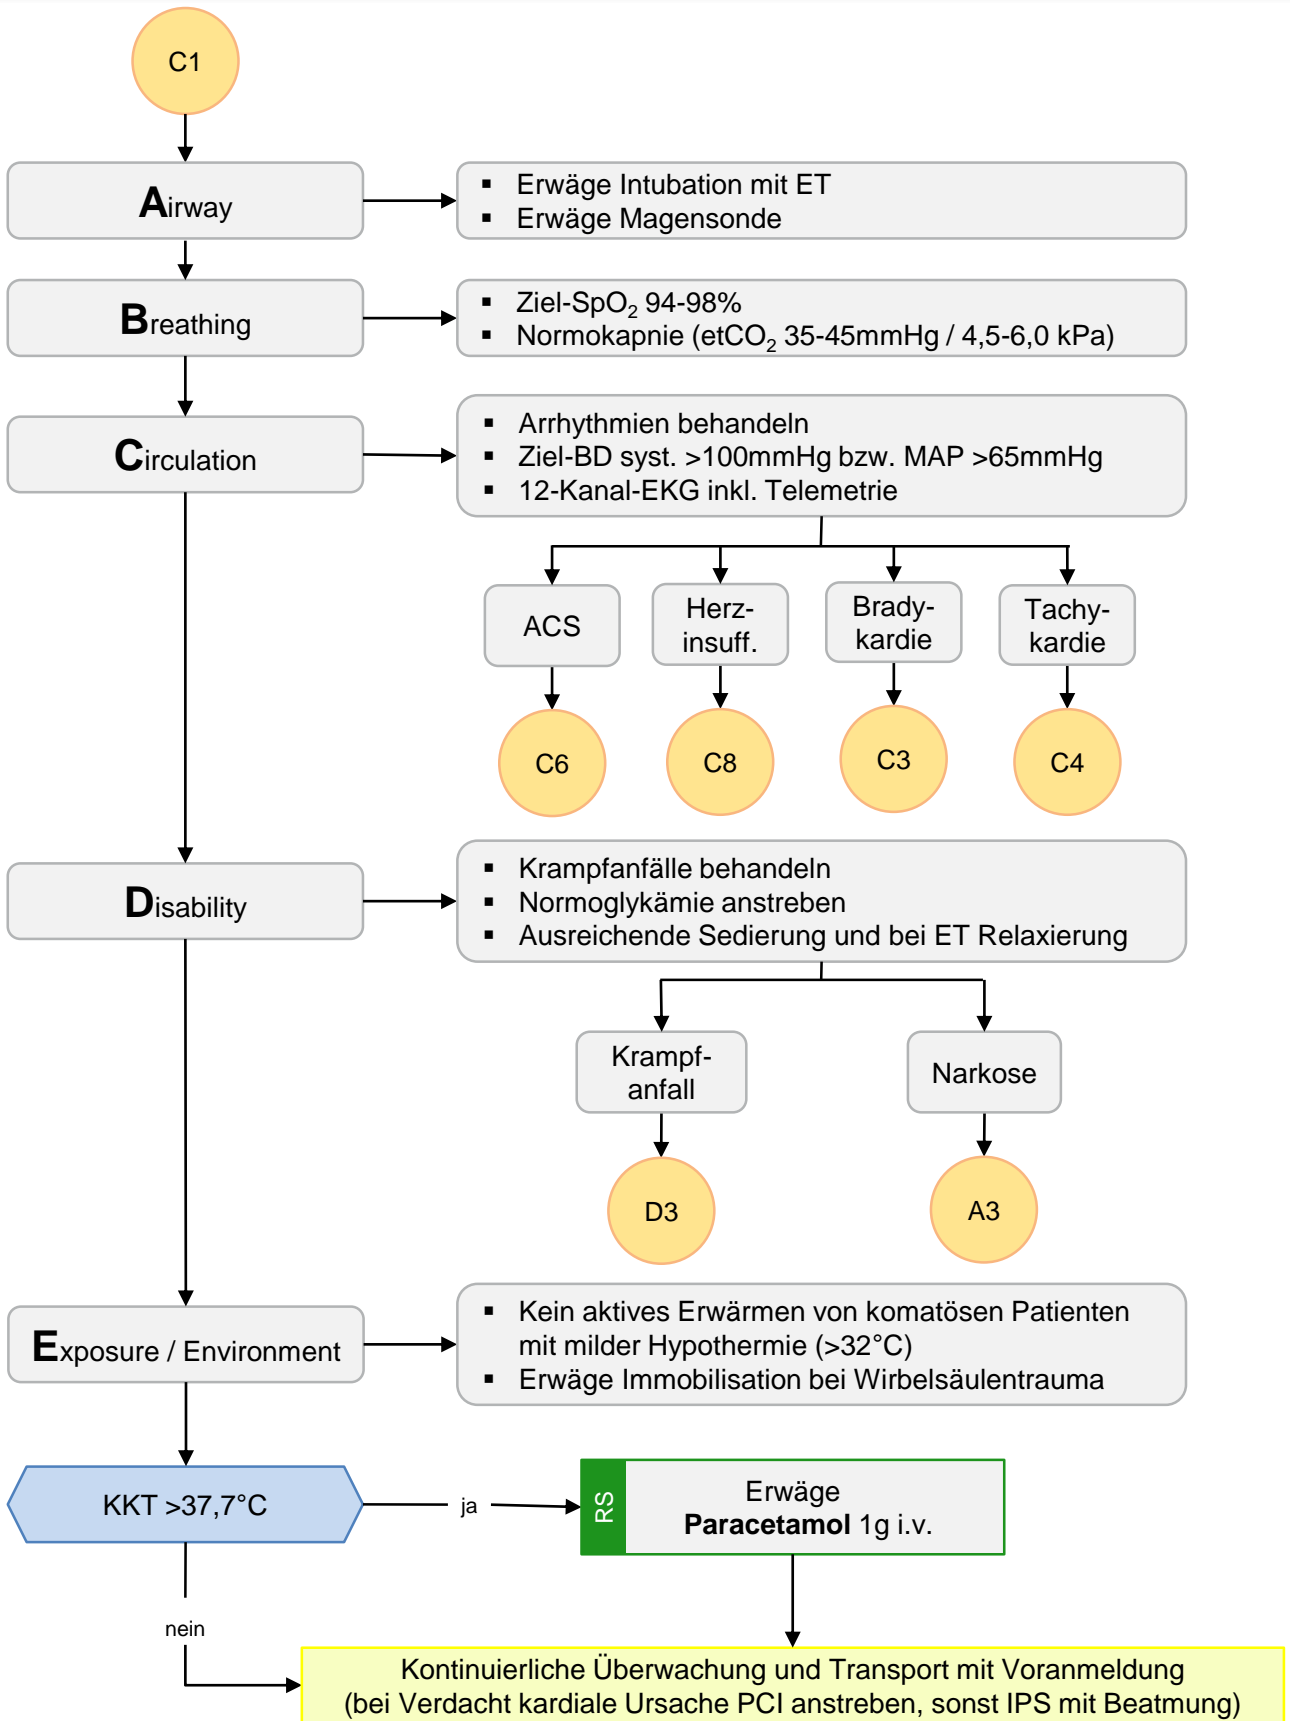 C1
Airway
▪ Erwäge Intubation mit ET
▪ Erwäge Magensonde
Breathing
▪ Ziel-SpO₂ 94-98%
▪ Normokapnie (etCO₂ 35-45mmHg / 4,5-6,0 kPa)
Circulation
▪ Arrhythmien behandeln
▪ Ziel-BD syst. >100mmHg bzw. MAP >65mmHg
▪ 12-Kanal-EKG inkl. Telemetrie
ACS
Herz-
insuff.
Brady-
kardie
Tachy-
kardie
C6
C8
C3
C4
Disability
▪ Krampfanfälle behandeln
▪ Normoglykämie anstreben
▪ Ausreichende Sedierung und bei ET Relaxierung
Krampf-
anfall
Narkose
D3
A3
Exposure / Environment
▪ Kein aktives Erwärmen von komatösen Patienten
mit milder Hypothermie (>32°C)
▪ Erwäge Immobilisation bei Wirbelsäulentrauma
KKT >37,7°C
ja
RS
Erwäge
Paracetamol 1g i.v.
nein
Kontinuierliche Überwachung und Transport mit Voranmeldung
(bei Verdacht kardiale Ursache PCI anstreben, sonst IPS mit Beatmung)